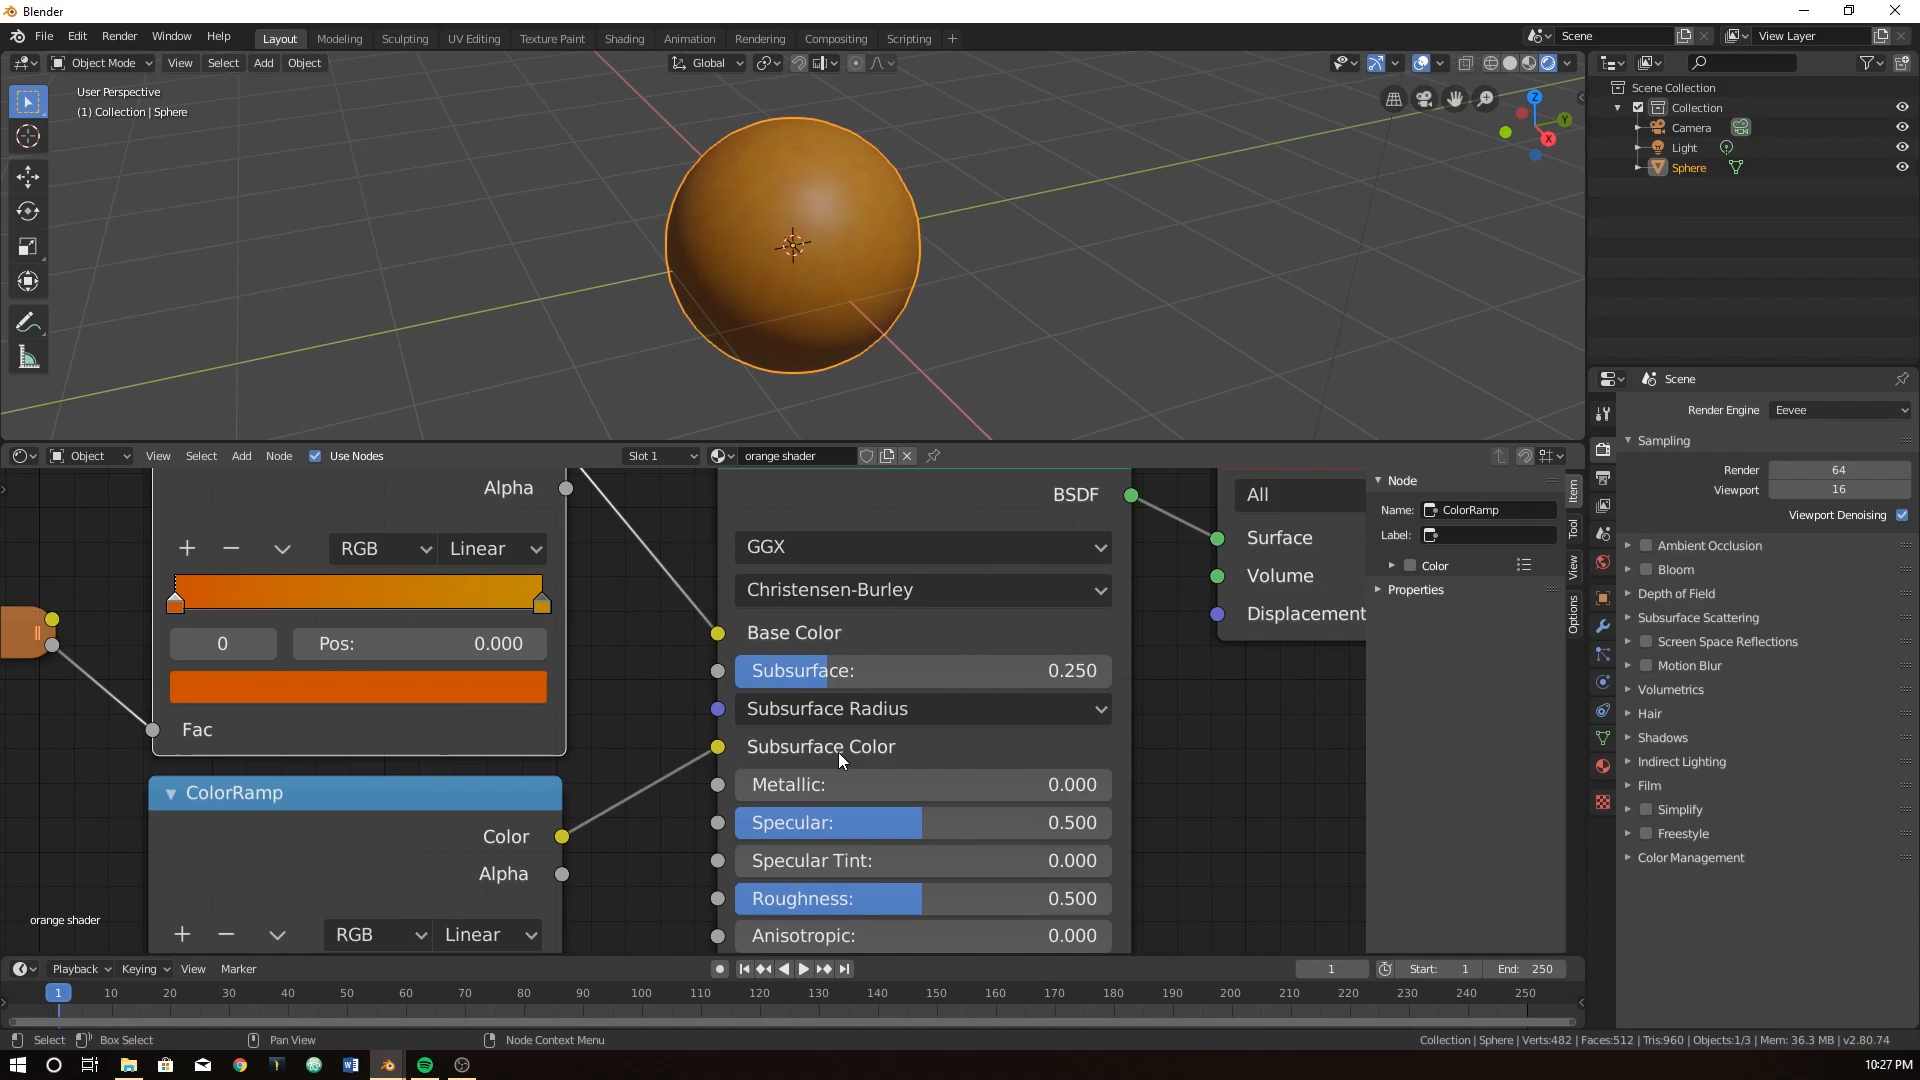 Blender
File Edit Render Window Help Layout Modeling Sculpting UV Editing Texture Paint Shading Animation Rendering Compositing Scripting + Scene View Layer
Object Mode View Select Add Object Global
User Perspective
(1) Collection | Sphere
Z
Y
X
Scene Collection
Collection
Camera
Light
Sphere
Scene
Render Engine Eevee
Sampling
Render 64
Viewport 16
Viewport Denoising
Ambient Occlusion
Bloom
Depth of Field
Subsurface Scattering
Screen Space Reflections
Motion Blur
Volumetrics
Hair
Shadows
Indirect Lighting
Film
Simplify
Freestyle
Color Management
Object View Select Add Node Use Nodes Slot 1 orange shader
Alpha
RGB Linear
0 Pos: 0.000
Fac
ColorRamp
Color
Alpha
RGB Linear
orange shader
BSDF
GGX
Christensen-Burley
Base Color
Subsurface: 0.250
Subsurface Radius
Subsurface Color
Metallic: 0.000
Specular: 0.500
Specular Tint: 0.000
Roughness: 0.500
Anisotropic: 0.000
All
Surface
Volume
Displacement
Node
Name: ColorRamp
Label:
Color
Properties
Item
Tool
View
Options
Playback Keying View Marker 1 Start: 1 End: 250
1 10 20 30 40 50 60 70 80 90 100 110 120 130 140 150 160 170 180 190 200 210 220 230 240 250
Select Box Select Pan View Node Context Menu Collection | Sphere | Verts:482 | Faces:512 | Tris:960 | Objects:1/3 | Mem: 36.3 MB | v2.80.74
10:27 PM